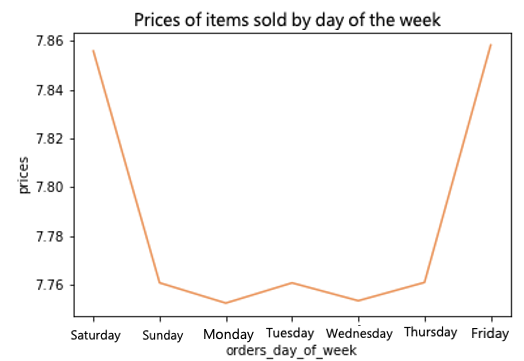 Prices of items sold by day of the week
7.86
7.84
7.82
7.80
7.78
7.76
prices
Saturday Sunday Monday Tuesday Wednesday Thursday Friday
orders_day_of_week